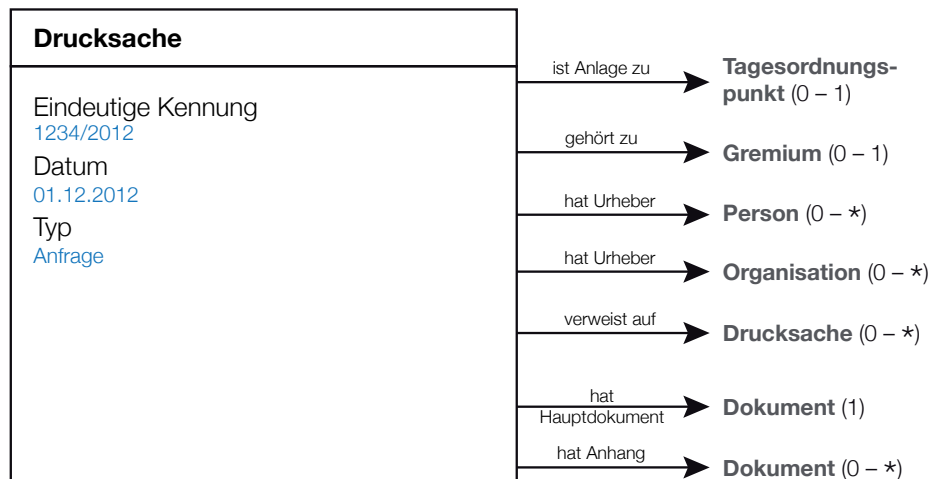 Drucksache
Eindeutige Kennung
1234/2012
Datum
01.12.2012
Typ
Anfrage
ist Anlage zu
Tagesordnungs-
punkt (0 – 1)
gehört zu
Gremium (0 – 1)
hat Urheber
Person (0 – *)
hat Urheber
Organisation (0 – *)
verweist auf
Drucksache (0 – *)
hat
Hauptdokument
Dokument (1)
hat Anhang
Dokument (0 – *)